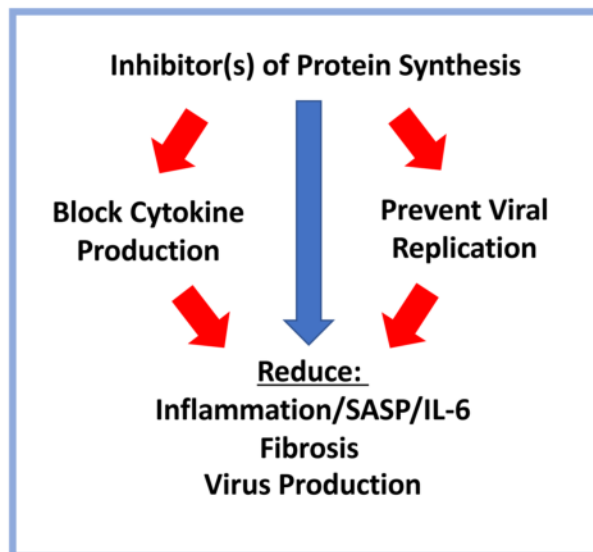 Inhibitor(s) of Protein Synthesis
Block Cytokine
Production
Prevent Viral
Replication
Reduce:
Inflammation/SASP/IL-6
Fibrosis
Virus Production